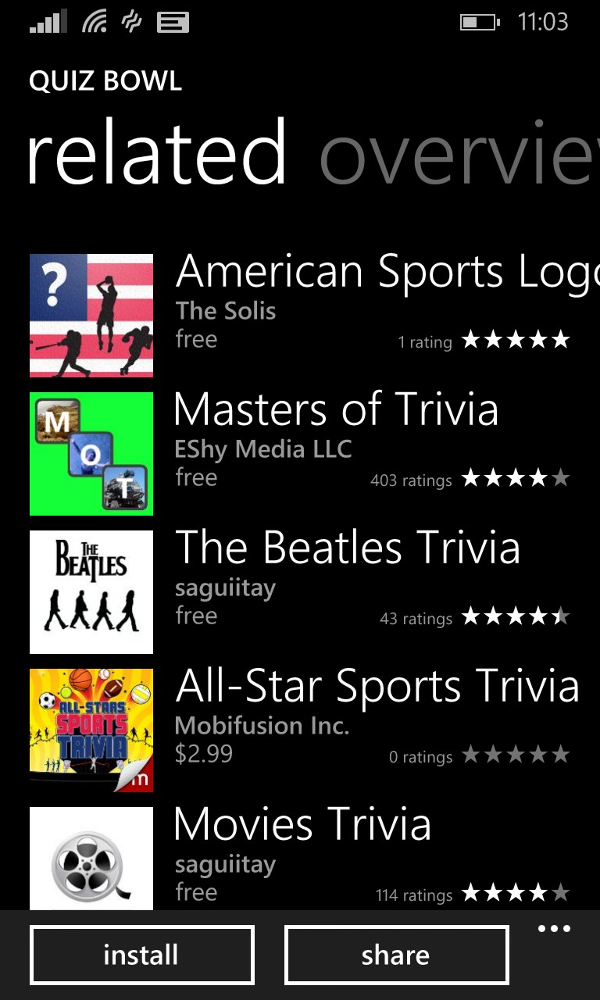 11:03
QUIZ BOWL
related overvie
?
American Sports Logo
The Solis
free
1 rating
M
O
T
Masters of Trivia
EShy Media LLC
free
403 ratings
THE
BEATLES
The Beatles Trivia
saguiitay
free
43 ratings
ALL-STARS
SPORTS
TRIVIA
m
All-Star Sports Trivia
Mobifusion Inc.
$2.99
0 ratings
Movies Trivia
saguiitay
free
114 ratings
install
share